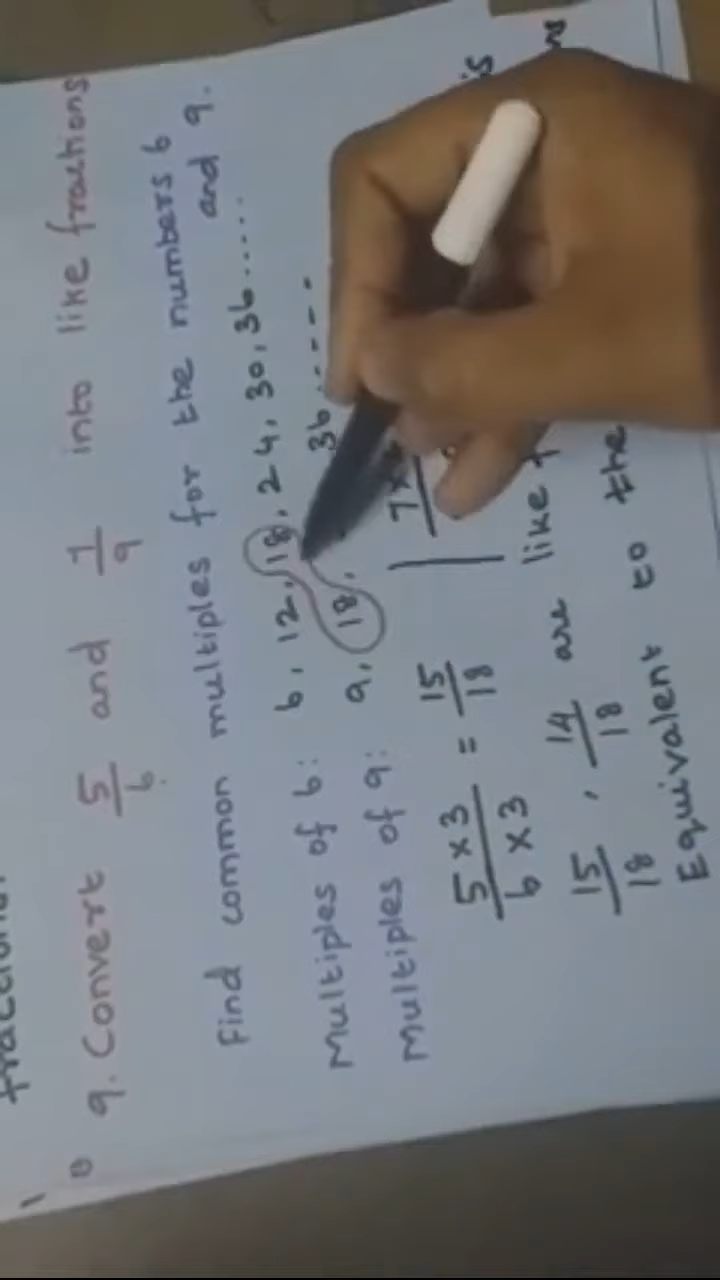 fractions.
9. Convert 5/6 and 7/9 into like fractions
Find common multiples for the numbers 6
and 9.
Multiples of 6: 6, 12, 18, 24, 30, 36.....
Multiples of 9: 9, 18, 36.....
5 × 3 / 6 × 3 = 15/18 | 7 ×
15/18 , 14/18 are like
Equivalent to the